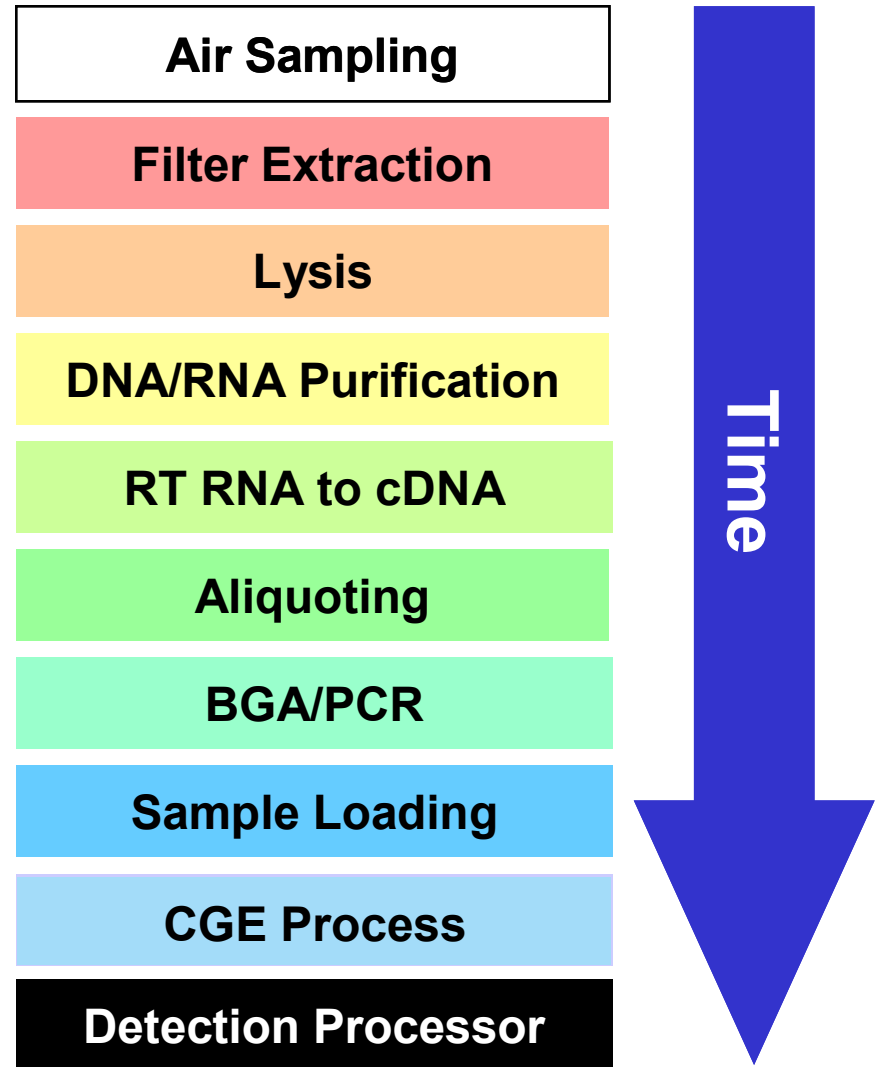 Air Sampling
Filter Extraction
Lysis
DNA/RNA Purification
RT RNA to cDNA
Aliquoting
BGA/PCR
Sample Loading
CGE Process
Detection Processor
Time